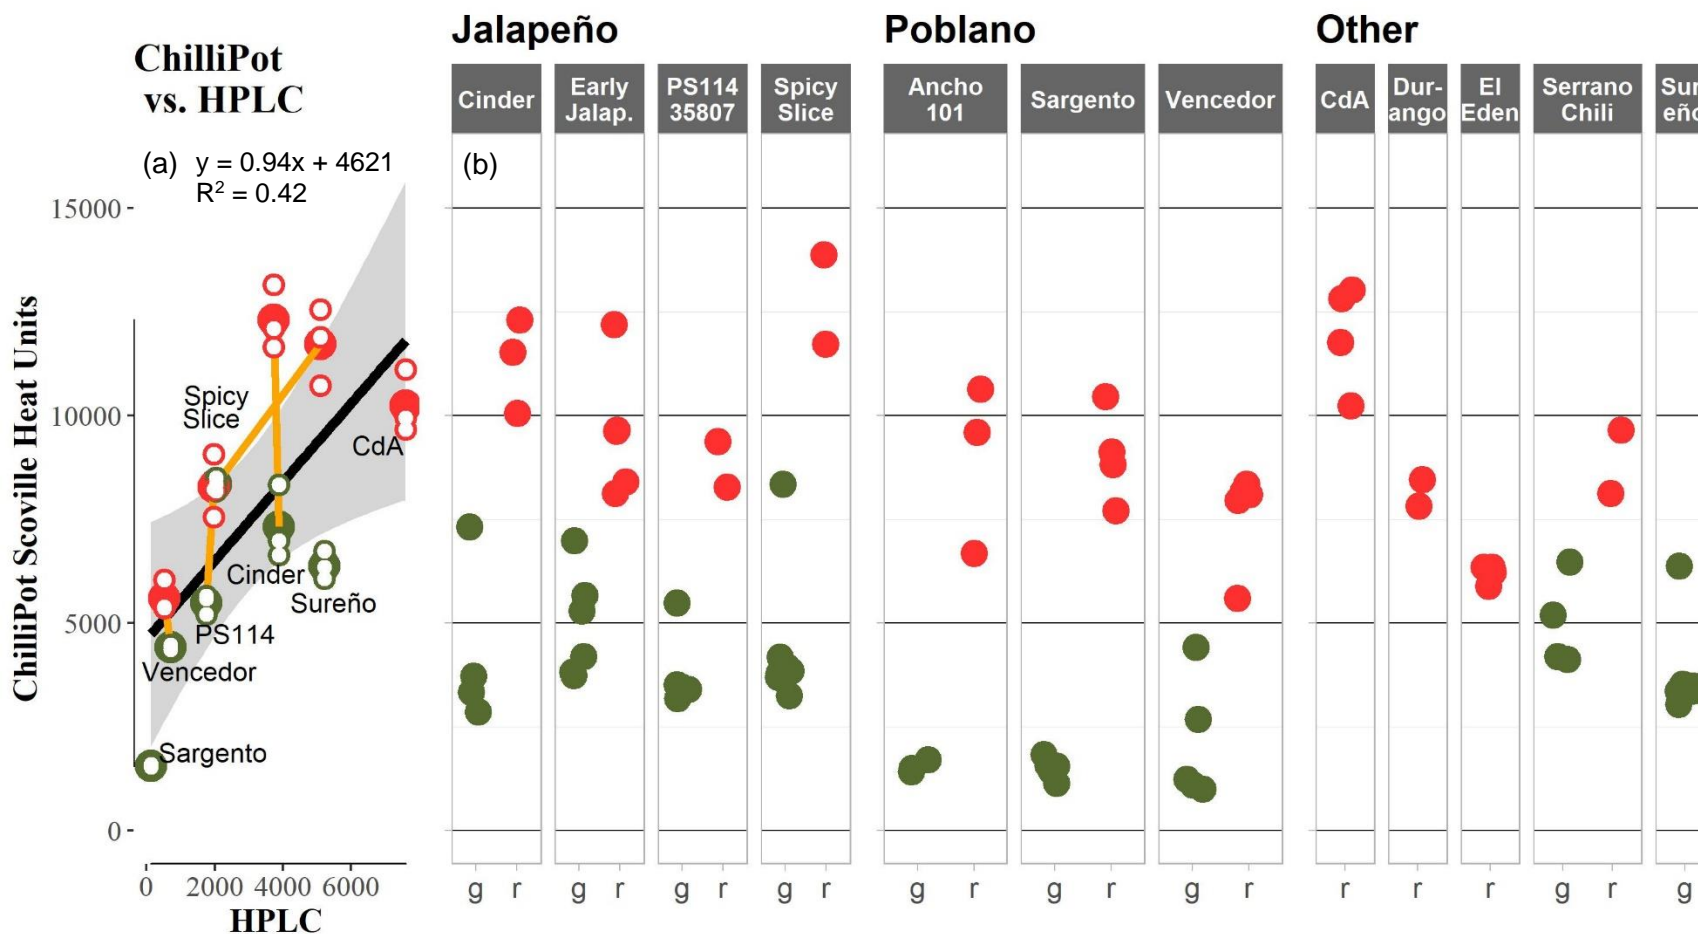 ChilliPot
vs. HPLC
(a) y = 0.94x + 4621
R² = 0.42
ChilliPot Scoville Heat Units
15000
10000
5000
0
Spicy
Slice
CdA
Cinder
Sureño
PS114
Vencedor
Sargento
0 2000 4000 6000
HPLC
(b)
Jalapeño
Cinder
Early
Jalap.
PS114
35807
Spicy
Slice
g r g r g r g r
Poblano
Ancho
101
Sargento
Vencedor
g r g r g r
Other
CdA
Dur-
ango
El
Eden
Serrano
Chili
Sur
eño
r r r g r g